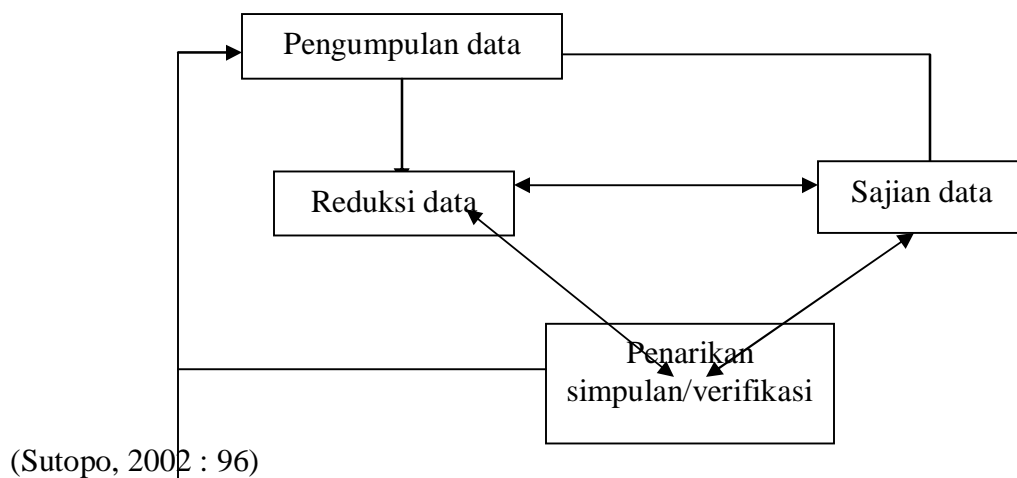 Pengumpulan data
Reduksi data
Sajian data
Penarikan
simpulan/verifikasi
(Sutopo, 2002 : 96)